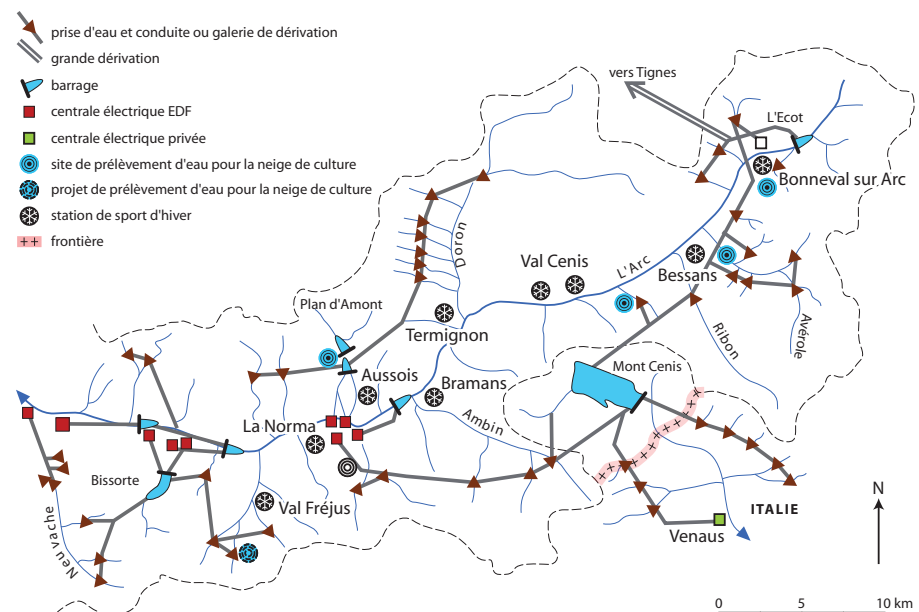 prise d'eau et conduite ou galerie de dérivation
grande dérivation
barrage
centrale électrique EDF
centrale électrique privée
site de prélèvement d'eau pour la neige de culture
projet de prélèvement d'eau pour la neige de culture
station de sport d'hiver
frontière
vers Tignes
L'Ecot
Bonneval sur Arc
Doron
Val Cenis
L'Arc
Bessans
Averole
Ribon
Plan d'Amont
Termignon
Mont Cenis
Aussois
Bramans
Ambin
La Norma
Bissorte
Val Fréjus
Neuvache
Venaus
ITALIE
N
0 5 10 km